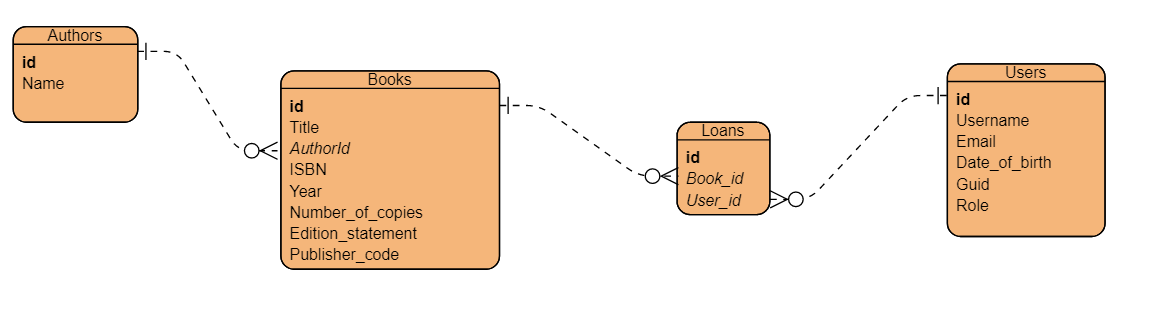 Authors
id
Name
Books
id
Title
AuthorId
ISBN
Year
Number_of_copies
Edition_statement
Publisher_code
Loans
id
Book_id
User_id
Users
id
Username
Email
Date_of_birth
Guid
Role